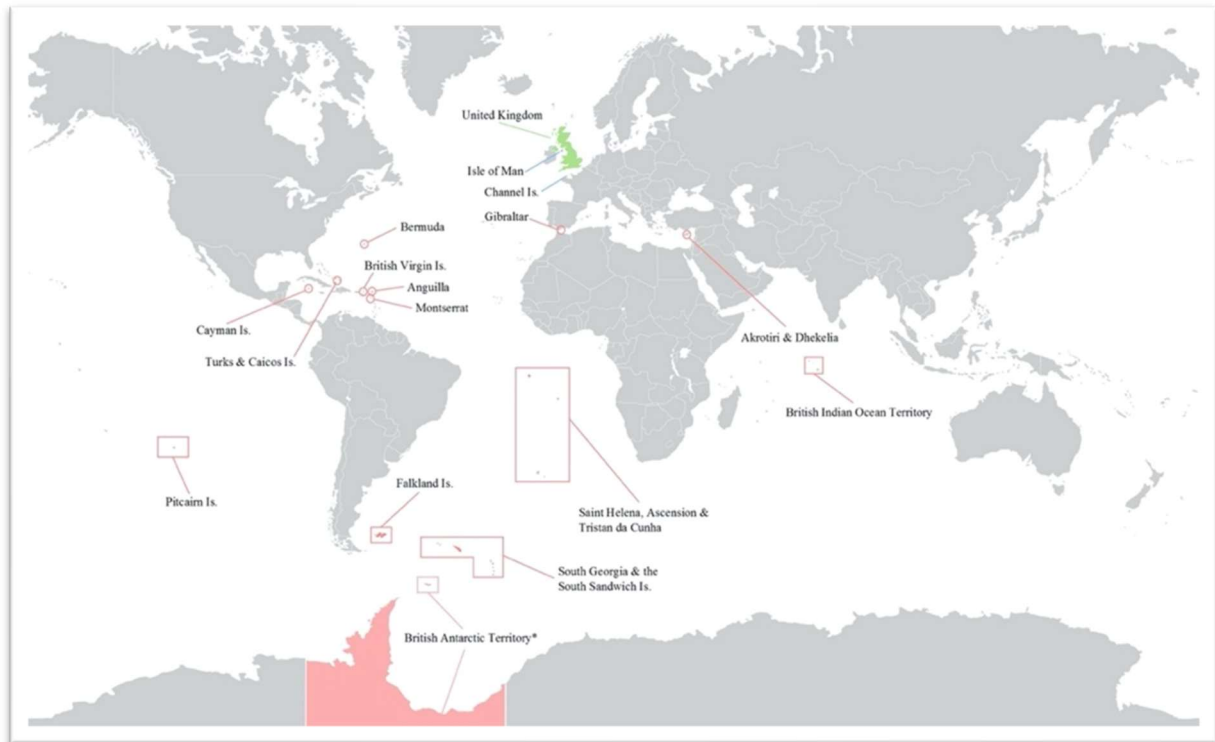 United Kingdom
Isle of Man
Channel Is.
Gibraltar
Bermuda
British Virgin Is.
Anguilla
Montserrat
Cayman Is.
Turks & Caicos Is.
Akrotiri & Dhekelia
British Indian Ocean Territory
Pitcairn Is.
Falkland Is.
Saint Helena, Ascension &
Tristan da Cunha
South Georgia & the
South Sandwich Is.
British Antarctic Territory*